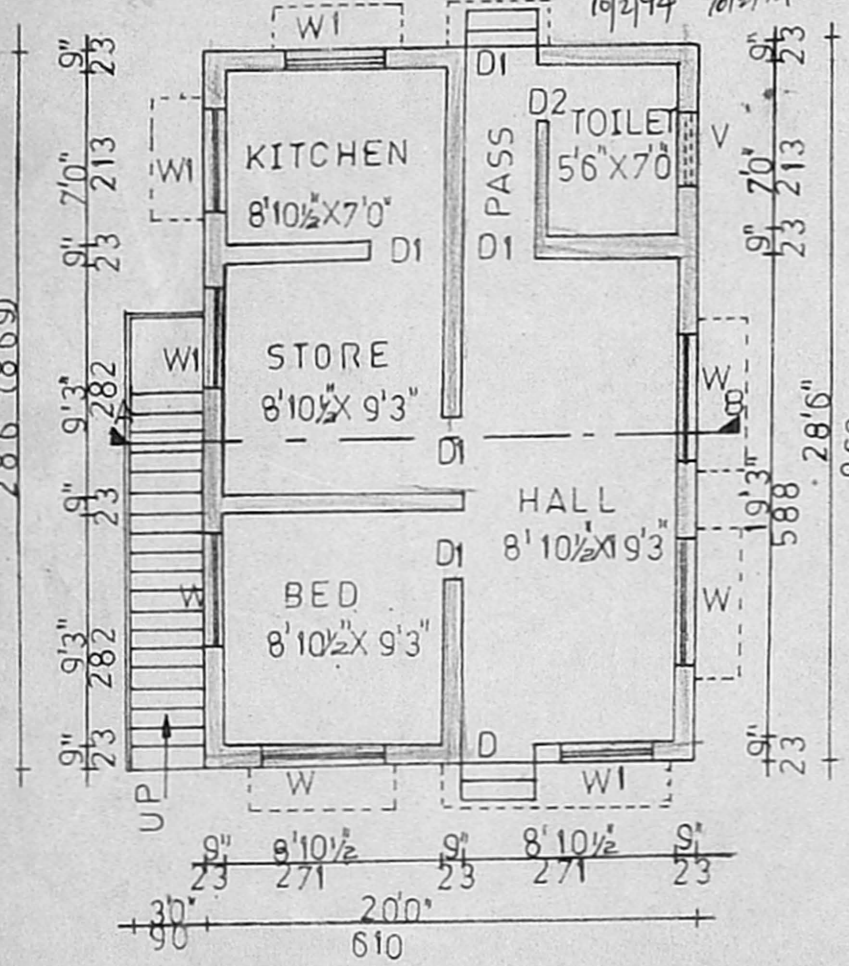 16/2/94
W1
D1
9" 23
9" 23
D2 TOILET
V
KITCHEN
W1
PASS
5'6"X7'0
7'0" 213
7'0" 213
8'10½"X7'0"
D1
D1
9" 23
9" 23
STORE
W1
W
8'10½"X 9'3"
9'3" 282
A
B
28'6"
D1
HALL
19'3" 588
9" 23
8'10½"X19'3"
D1
BED
W
W
8'10½"X 9'3"
9'3" 282
D
9" 23
9" 23
W
W1
UP
9" 8'10½" 9" 8'10½" 9"
23 271 23 271 23
3'0" 20'0"
90 610